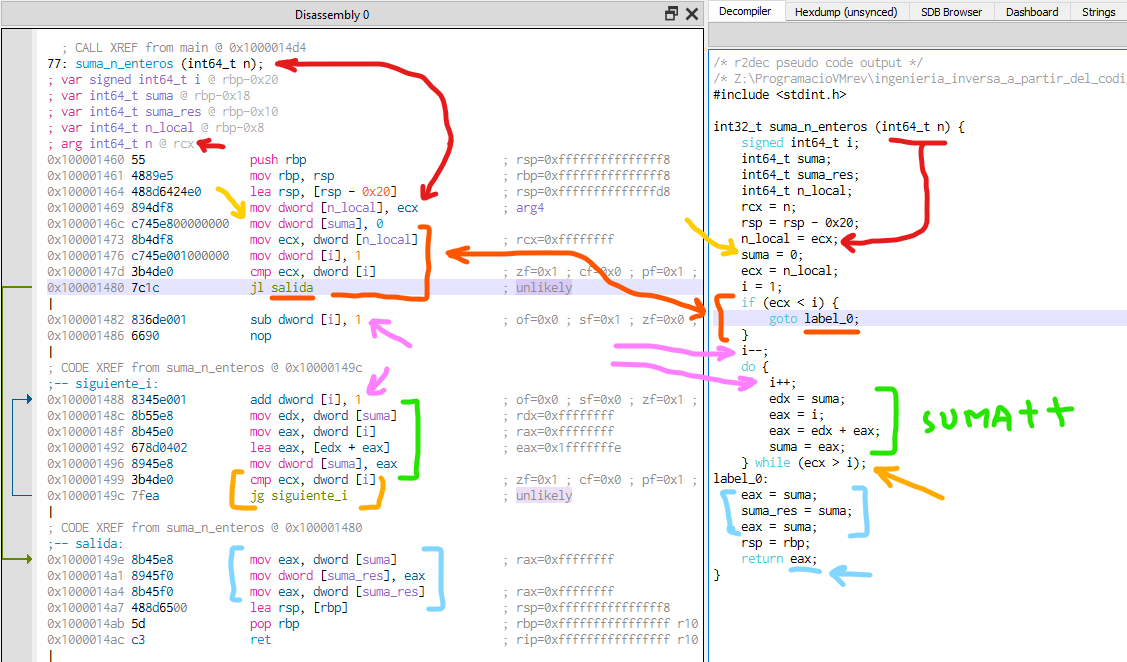 Disassembly 0
; CALL XREF from main @ 0x1000014d4
77: suma_n_enteros (int64_t n);
; var signed int64_t i @ rbp-0x20
; var int64_t suma @ rbp-0x18
; var int64_t suma_res @ rbp-0x10
; var int64_t n_local @ rbp-0x8
; arg int64_t n @ rcx
0x100001460 55 push rbp ; rsp=0xfffffffffffffff8
0x100001461 4889e5 mov rbp, rsp ; rbp=0xfffffffffffffff8
0x100001464 488d6424e0 lea rsp, [rsp - 0x20] ; rsp=0xffffffffffffffd8
0x100001469 894df8 mov dword [n_local], ecx ; arg4
0x10000146c c745e800000000 mov dword [suma], 0
0x100001473 8b4df8 mov ecx, dword [n_local] ; rcx=0xffffffff
0x100001476 c745e001000000 mov dword [i], 1
0x10000147d 3b4de0 cmp ecx, dword [i] ; zf=0x1 ; cf=0x0 ; pf=0x1 ;
0x100001480 7c1c jl salida ; unlikely
0x100001482 836de001 sub dword [i], 1 ; of=0x0 ; sf=0x1 ; zf=0x0 ;
0x100001486 6690 nop
; CODE XREF from suma_n_enteros @ 0x10000149c
;-- siguiente_i:
0x100001488 8345e001 add dword [i], 1 ; of=0x0 ; sf=0x0 ; zf=0x1 ;
0x10000148c 8b55e8 mov edx, dword [suma] ; rdx=0xffffffff
0x10000148f 8b45e0 mov eax, dword [i] ; rax=0xffffffff
0x100001492 678d0402 lea eax, [edx + eax] ; eax=0x1fffffffe
0x100001496 8945e8 mov dword [suma], eax
0x100001499 3b4de0 cmp ecx, dword [i] ; zf=0x1 ; cf=0x0 ; pf=0x1 ;
0x10000149c 7fea jg siguiente_i ; unlikely
; CODE XREF from suma_n_enteros @ 0x100001480
;-- salida:
0x10000149e 8b45e8 mov eax, dword [suma] ; rax=0xffffffff
0x1000014a1 8945f0 mov dword [suma_res], eax
0x1000014a4 8b45f0 mov eax, dword [suma_res] ; rax=0xffffffff
0x1000014a7 488d6500 lea rsp, [rbp] ; rsp=0xfffffffffffffff8
0x1000014ab 5d pop rbp ; rbp=0xffffffffffffffff r10
0x1000014ac c3 ret ; rip=0xffffffffffffffff r10
Decompiler Hexdump (unsynced) SDB Browser Dashboard Strings
/* r2dec pseudo code output */
/* Z:\ProgramacioVMrev\ingenieria_inversa_a_partir_del_codi
#include <stdint.h>
int32_t suma_n_enteros (int64_t n) {
signed int64_t i;
int64_t suma;
int64_t suma_res;
int64_t n_local;
rcx = n;
rsp = rsp - 0x20;
n_local = ecx;
suma = 0;
ecx = n_local;
i = 1;
if (ecx < i) {
goto label_0;
}
i--;
do {
i++;
edx = suma;
eax = i;
eax = edx + eax;
suma = eax;
} while (ecx > i);
label_0:
eax = suma;
suma_res = suma;
eax = suma;
rsp = rbp;
return eax;
}
SUMA++